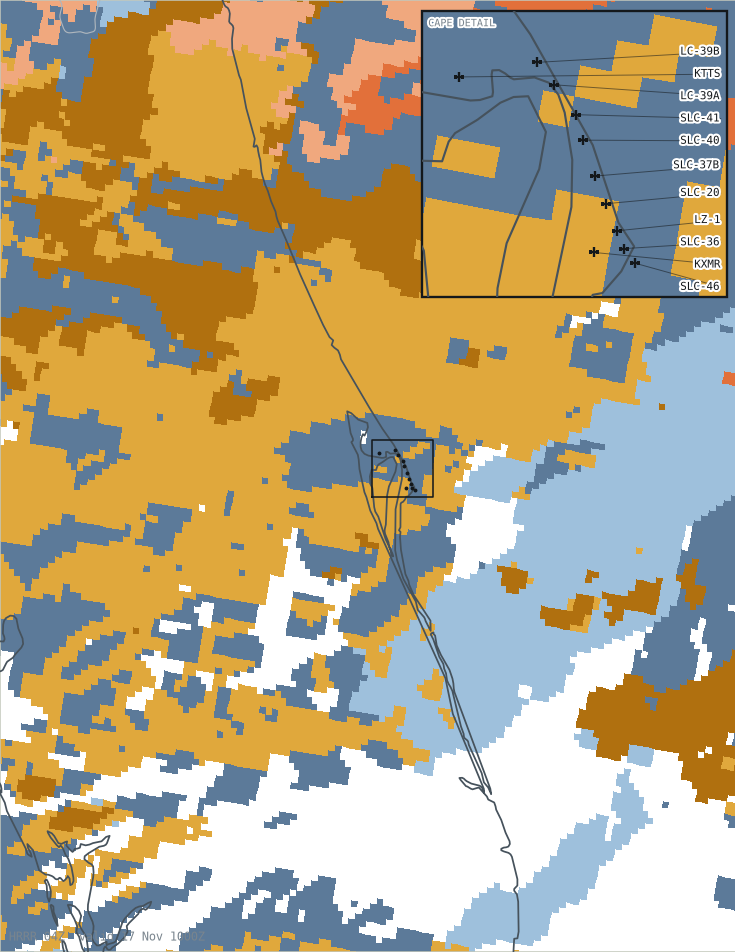 CAPE DETAIL
LC-39B
KTTS
LC-39A
SLC-41
SLC-40
SLC-37B
SLC-20
LZ-1
SLC-36
KXMR
SLC-46
17 Nov